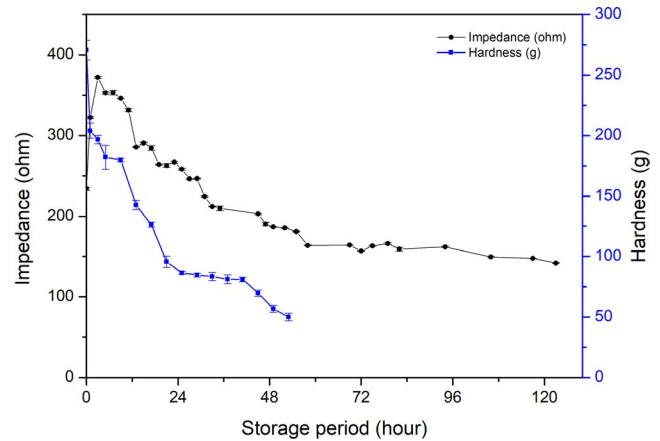 Impedance (ohm)
Hardness (g)
400
300
200
100
0
Impedance (ohm)
300
250
200
150
100
50
0
Hardness (g)
0 24 48 72 96 120
Storage period (hour)